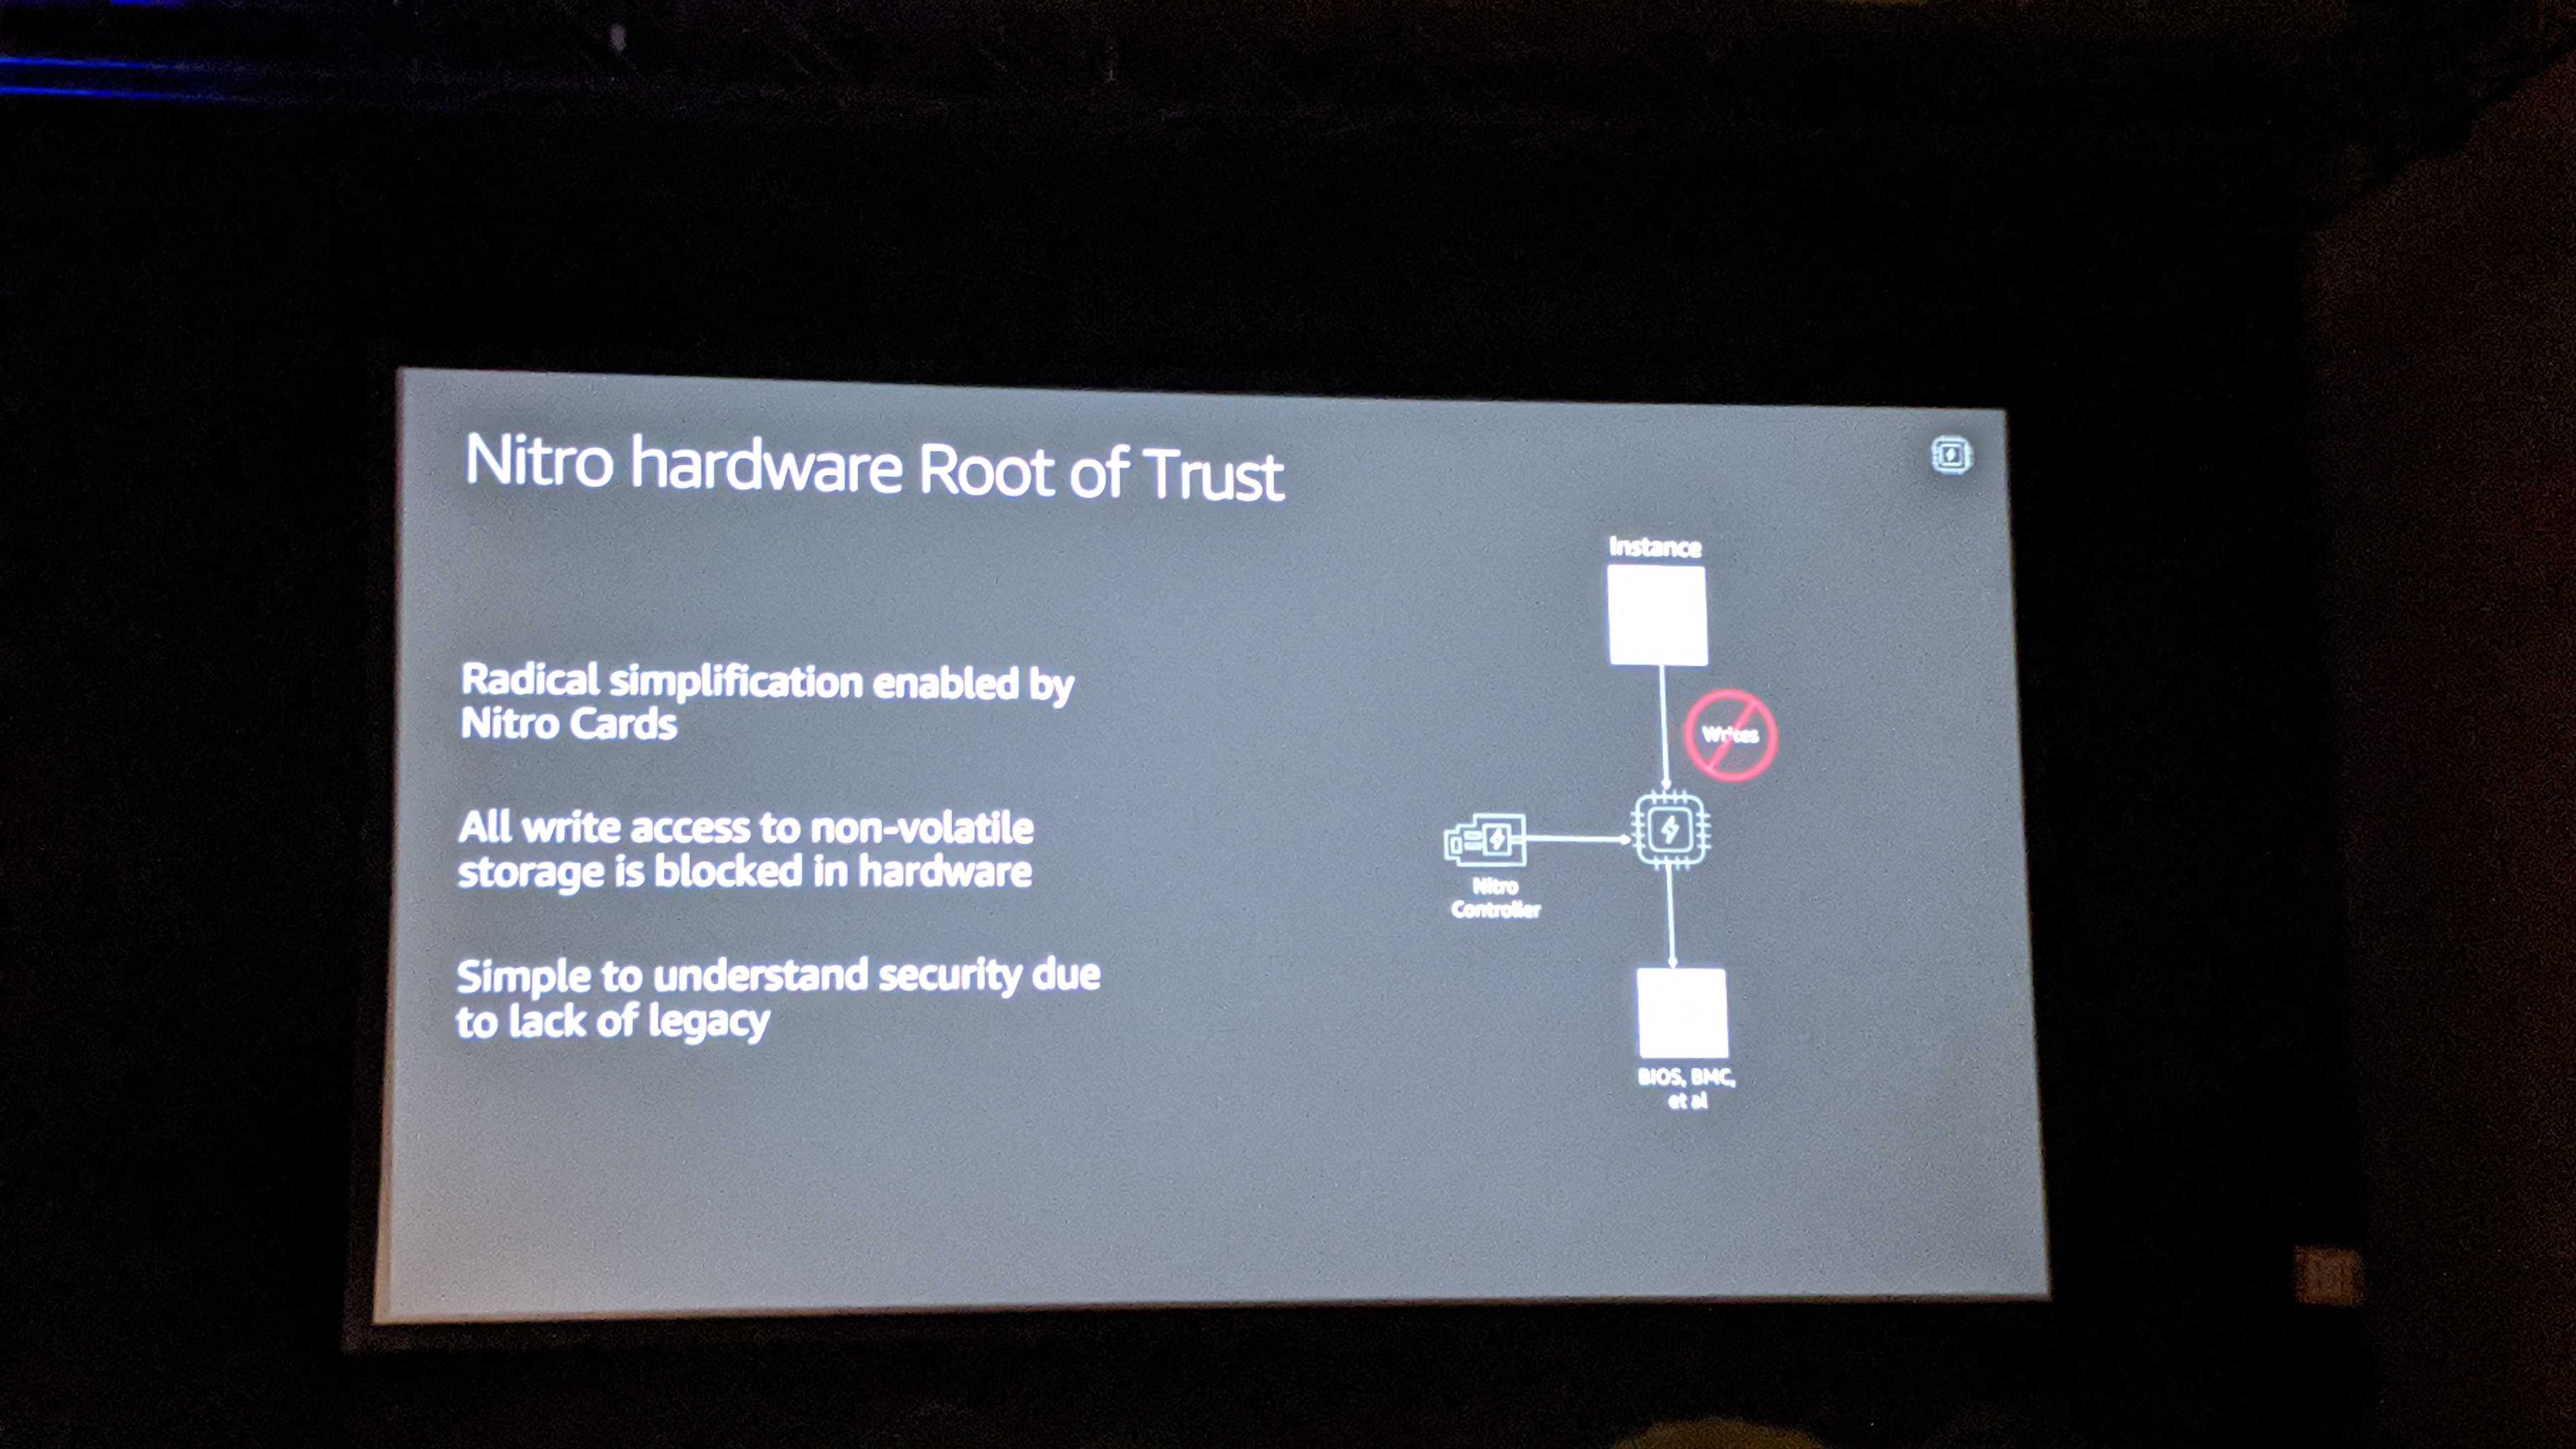 Nitro hardware Root of Trust
Radical simplification enabled by
Nitro Cards
All write access to non-volatile
storage is blocked in hardware
Simple to understand security due
to lack of legacy
Instance
Writes
Nitro
Controller
BIOS, BMC,
et al